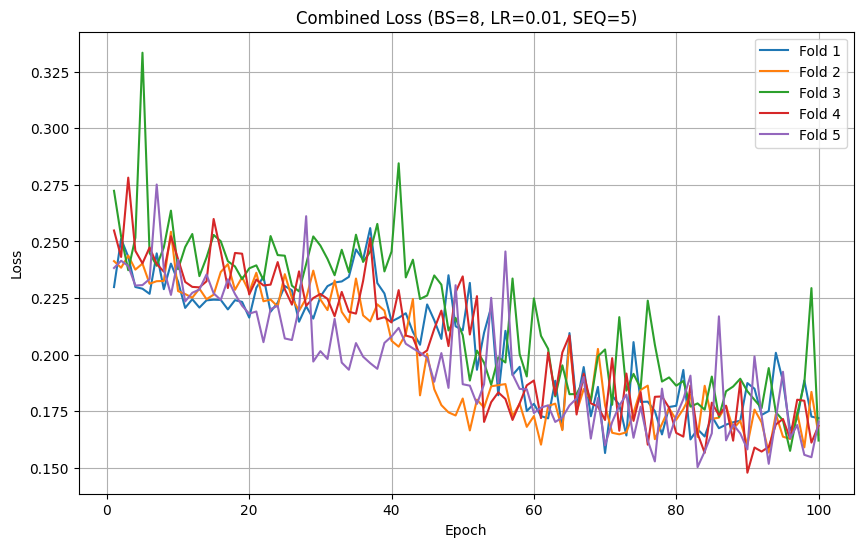 Combined Loss (BS=8, LR=0.01, SEQ=5)
Loss
0.325
0.300
0.275
0.250
0.225
0.200
0.175
0.150
Fold 1
Fold 2
Fold 3
Fold 4
Fold 5
0 20 40 60 80 100
Epoch